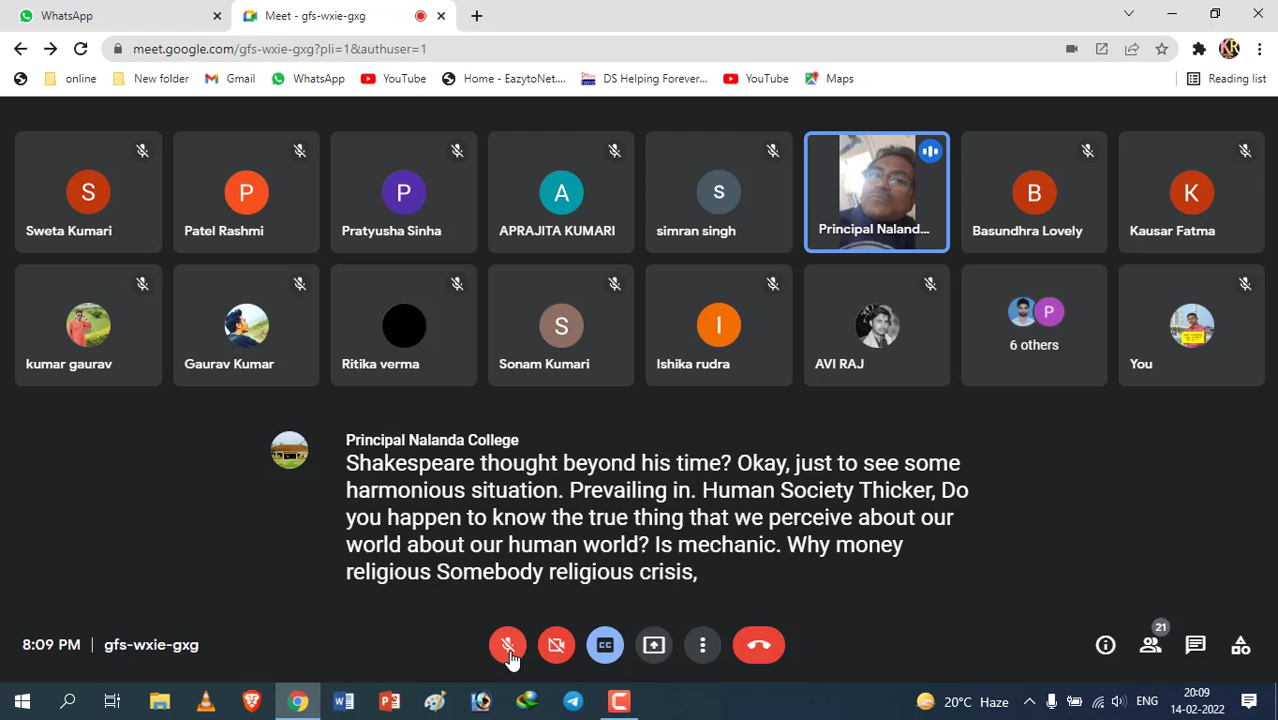 WhatsApp
Meet - gfs-wxie-gxg
meet.google.com/gfs-wxie-gxg?pli=1&authuser=1
online
New folder
Gmail
WhatsApp
YouTube
Home - EazytoNet....
DS Helping Forever...
YouTube
Maps
Reading list
KR
S
P
P
A
s
B
K
Sweta Kumari
Patel Rashmi
Pratyusha Sinha
APRAJITA KUMARI
simran singh
Principal Naland...
Basundhra Lovely
Kausar Fatma
S
I
P
kumar gaurav
Gaurav Kumar
Ritika verma
Sonam Kumari
Ishika rudra
AVI RAJ
6 others
You
Principal Nalanda College
Shakespeare thought beyond his time? Okay, just to see some
harmonious situation. Prevailing in. Human Society Thicker, Do
you happen to know the true thing that we perceive about our
world about our human world? Is mechanic. Why money
religious Somebody religious crisis,
8:09 PM | gfs-wxie-gxg
CC
21
20°C Haze
ENG
20:09
14-02-2022